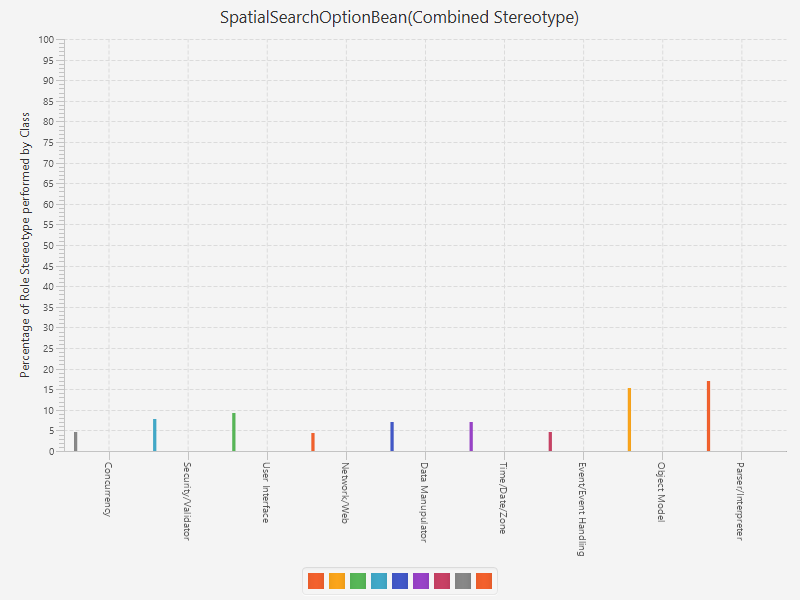 SpatialSearchOptionBean(Combined Stereotype)
Percentage of Role Stereotype performed by Class
100
95
90
85
80
75
70
65
60
55
50
45
40
35
30
25
20
15
10
5
0
Concurrency
Security/Validator
User Interface
Network/Web
Data Manupulator
Time/Date/Zone
Event/Event Handling
Object Model
Parser/Interpreter